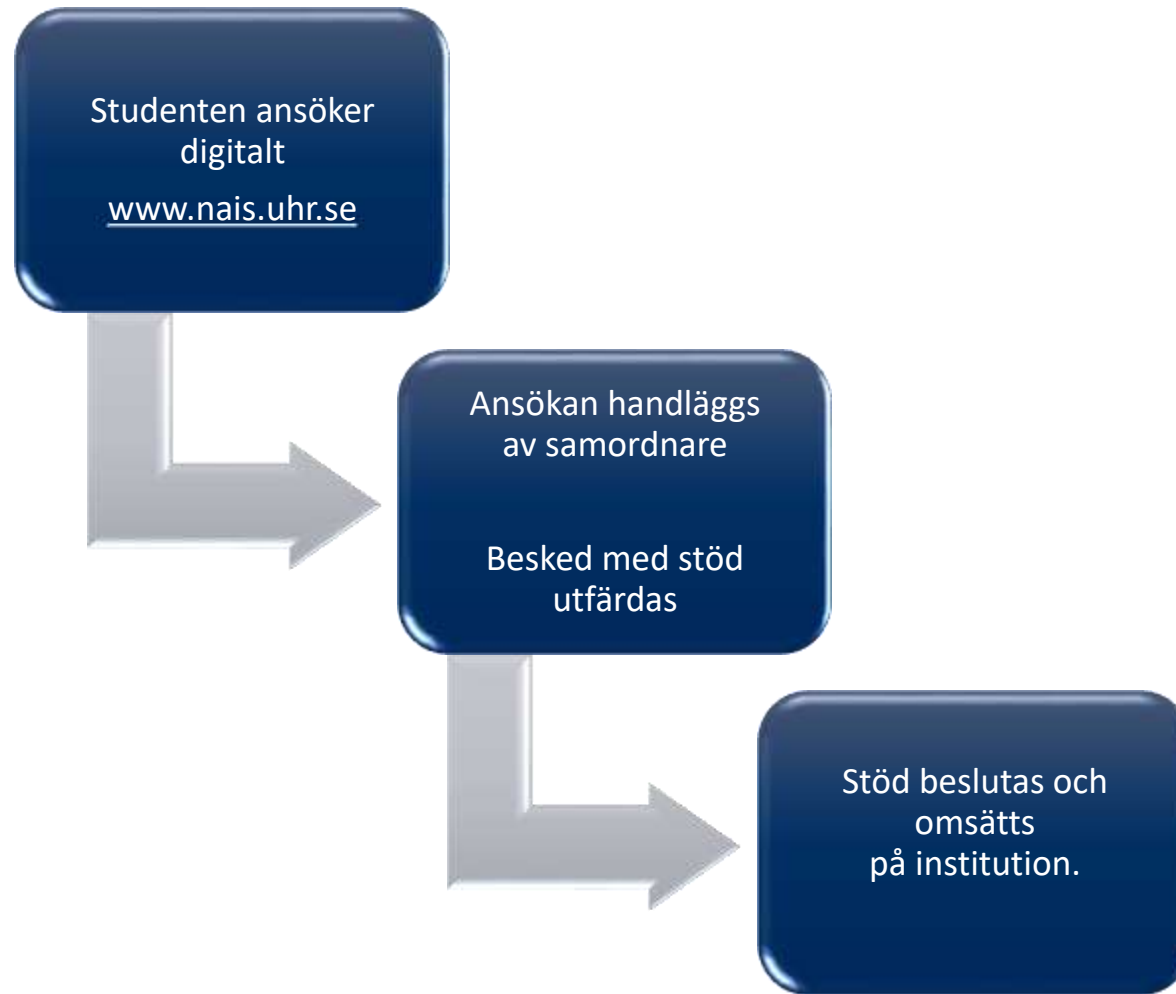 Studenten ansöker
digitalt
www.nais.uhr.se
Ansökan handläggs
av samordnare
Besked med stöd
utfärdas
Stöd beslutas och
omsätts
på institution.